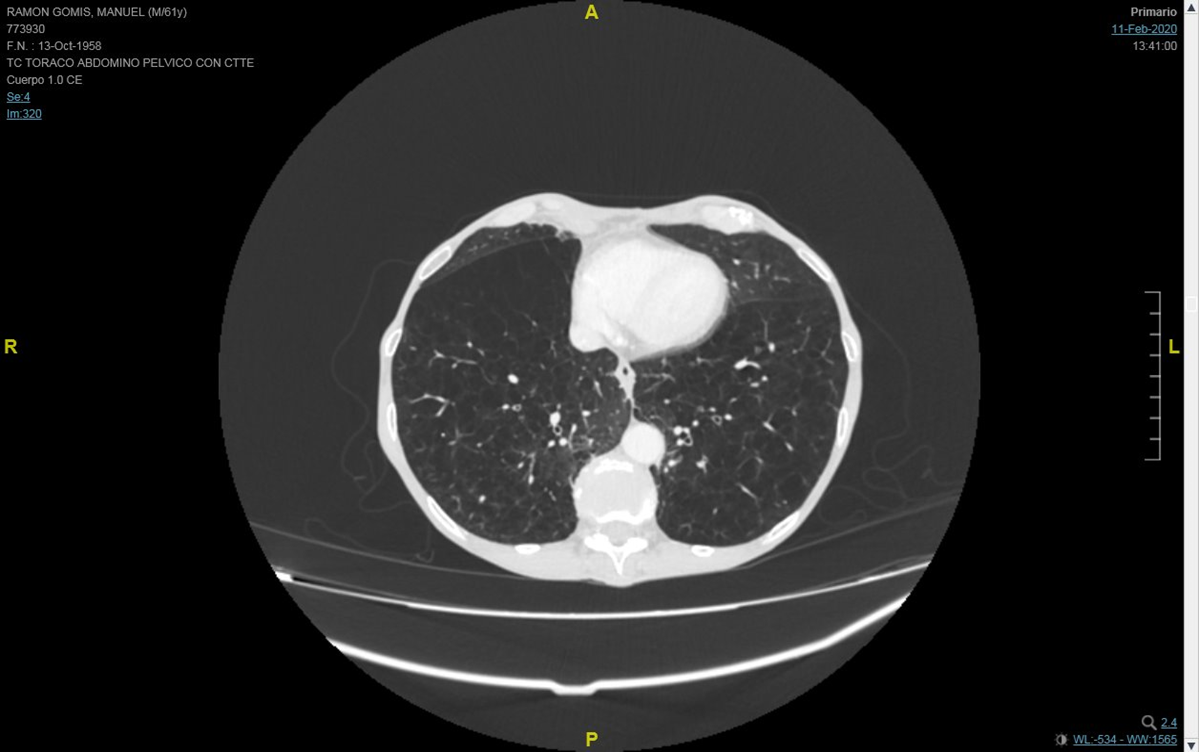 RAMON GOMIS, MANUEL (M/61y)
773930
F.N. : 13-Oct-1958
TC TORACO ABDOMINO PELVICO CON CTTE
Cuerpo 1.0 CE
Se:4
Im:320
A
Primario
11-Feb-2020
13:41:00
R
L
P
2.4
WL:-534 - WW:1565